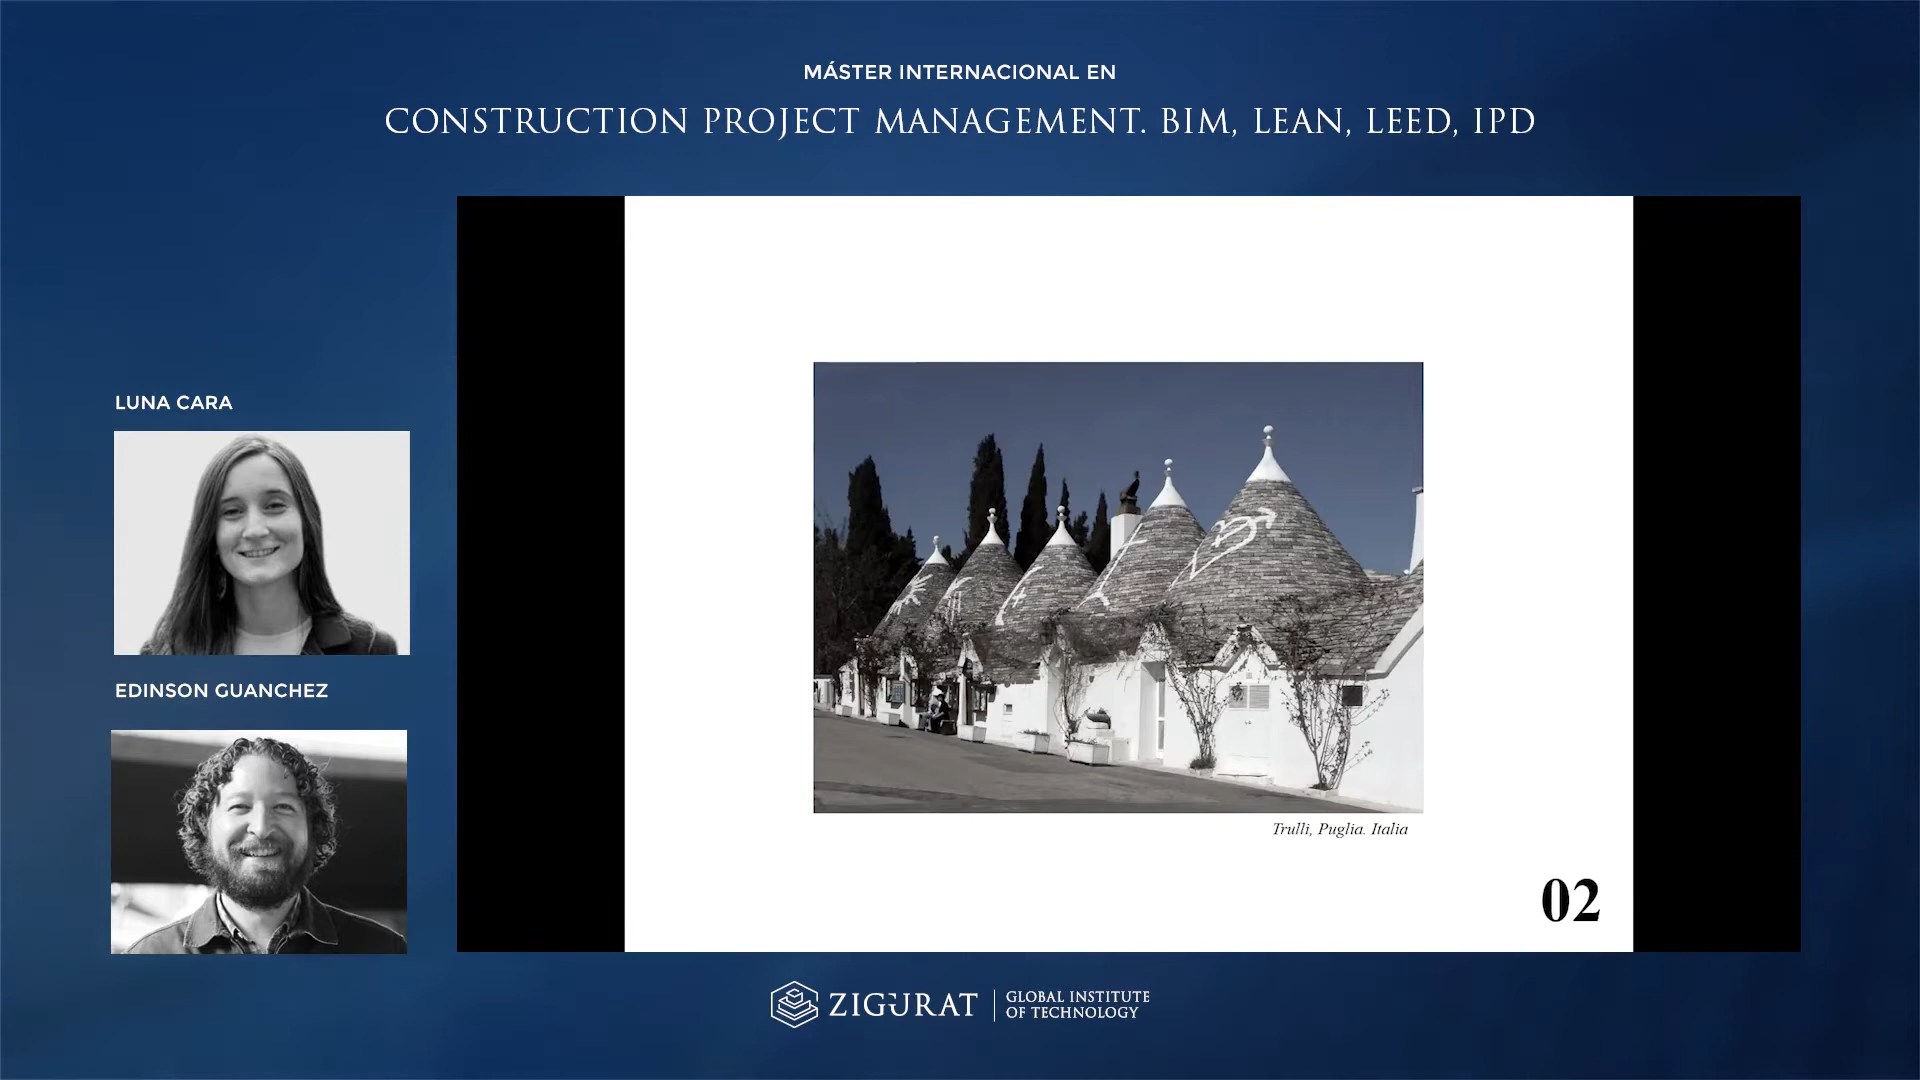 MÁSTER INTERNACIONAL EN
CONSTRUCTION PROJECT MANAGEMENT. BIM, LEAN, LEED, IPD
LUNA CARA
EDINSON GUANCHEZ
Trulli, Puglia. Italia
02
ZIGURAT
GLOBAL INSTITUTE
OF TECHNOLOGY